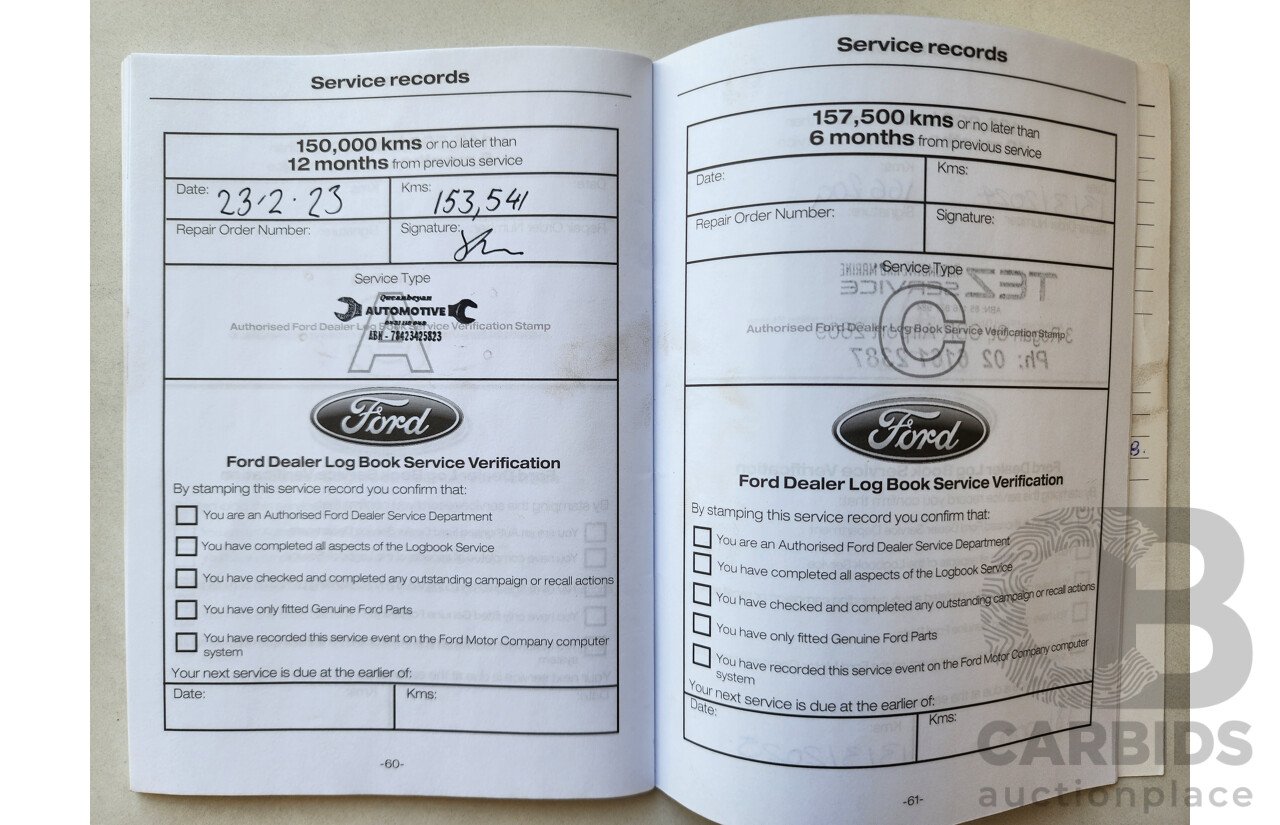 Service records
150,000 kms or no later than
12 months from previous service
Date: 23.2.23
Kms: 153,541
Repair Order Number:
Signature:
Service Type
A
Queanbeyan
AUTOMOTIVE
ABN - 78423425823
Authorised Ford Dealer Log Book Service Verification Stamp
Ford
Ford Dealer Log Book Service Verification
By stamping this service record you confirm that:
You are an Authorised Ford Dealer Service Department
You have completed all aspects of the Logbook Service
You have checked and completed any outstanding campaign or recall actions
You have only fitted Genuine Ford Parts
You have recorded this service event on the Ford Motor Company computer
system
Your next service is due at the earlier of:
Date:
Kms:
-60-
Service records
157,500 kms or no later than
6 months from previous service
Date:
Kms:
Repair Order Number:
Signature:
Service Type
C
Authorised Ford Dealer Log Book Service Verification Stamp
Ford
Ford Dealer Log Book Service Verification
By stamping this service record you confirm that:
You are an Authorised Ford Dealer Service Department
You have completed all aspects of the Logbook Service
You have checked and completed any outstanding campaign or recall actions
You have only fitted Genuine Ford Parts
You have recorded this service event on the Ford Motor Company computer
system
Your next service is due at the earlier of:
Date:
Kms:
-61-
8.
CB
CARBIDS
auctionplace